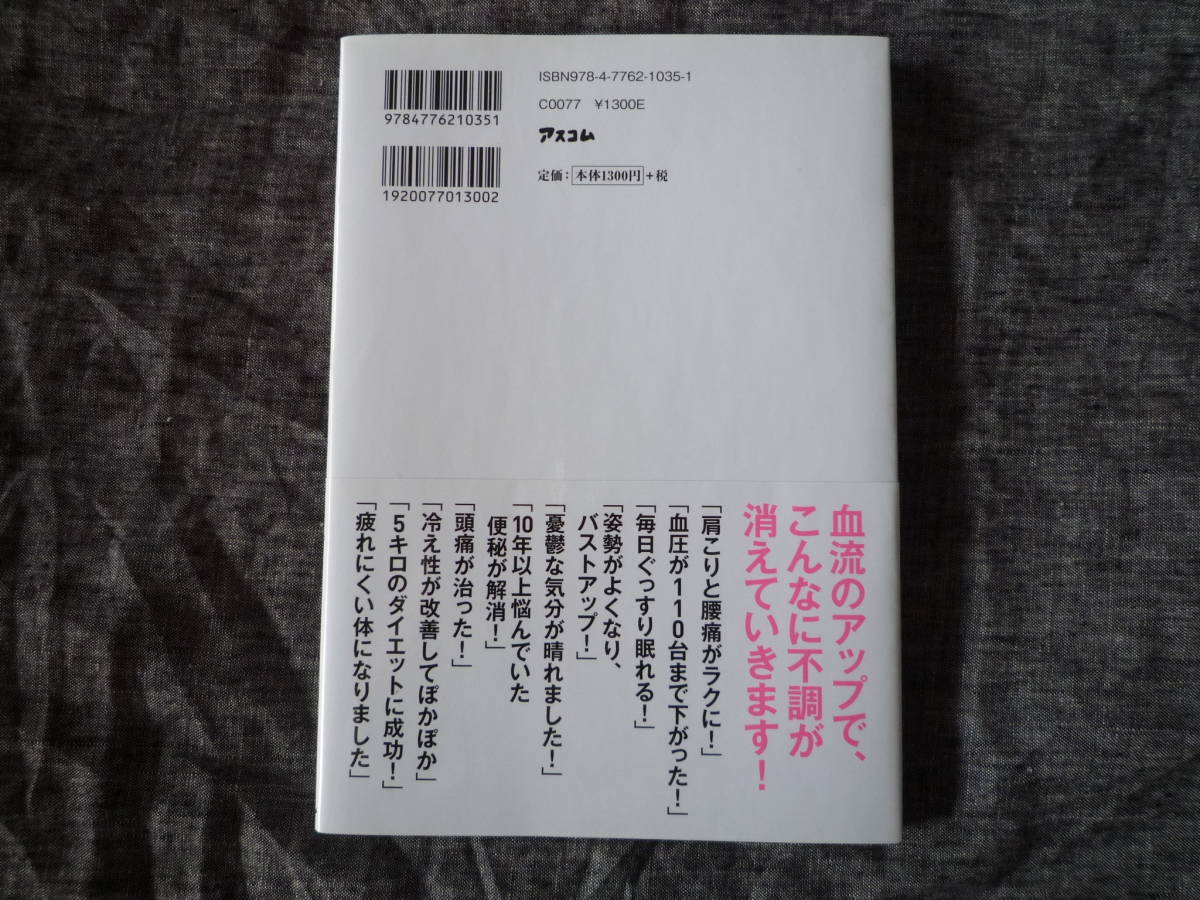 9784776210351
1920077013002
ISBN978-4-7762-1035-1
C0077 ¥1300E
アスコム
定価：本体1300円+税
血流のアップで、
こんなに不調が
消えていきます！
「肩こりと腰痛がラクに！」
「血圧が110台まで下がった！」
「毎日ぐっすり眠れる！」
「姿勢がよくなり、
バストアップ！」
「憂鬱な気分が晴れました！」
「10年以上悩んでいた
便秘が解消！」
「頭痛が治った！」
「冷え性が改善してぽかぽか」
「5キロのダイエットに成功！」
「疲れにくい体になりました」